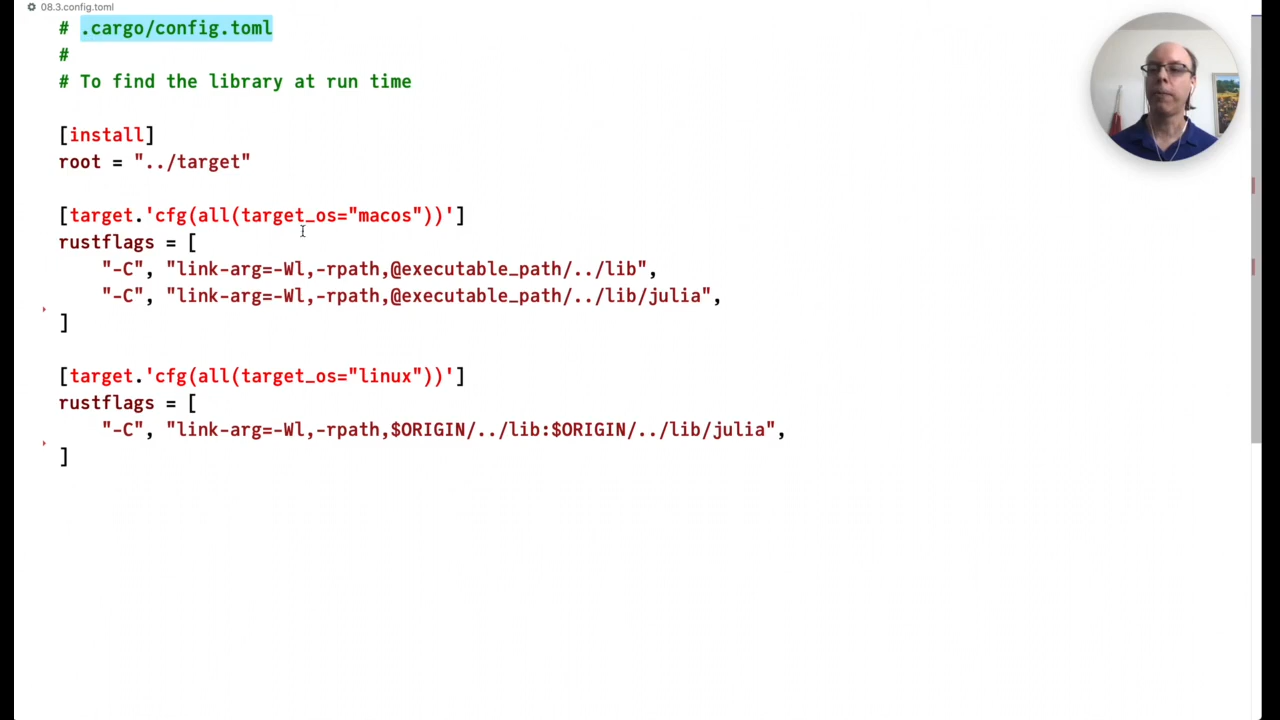 08.3.config.toml
# .cargo/config.toml
#
# To find the library at run time
[install]
root = "../target"
[target.'cfg(all(target_os="macos"))']
rustflags = [
"-C", "link-arg=-Wl,-rpath,@executable_path/../lib",
"-C", "link-arg=-Wl,-rpath,@executable_path/../lib/julia",
]
[target.'cfg(all(target_os="linux"))']
rustflags = [
"-C", "link-arg=-Wl,-rpath,$ORIGIN/../lib:$ORIGIN/../lib/julia",
]